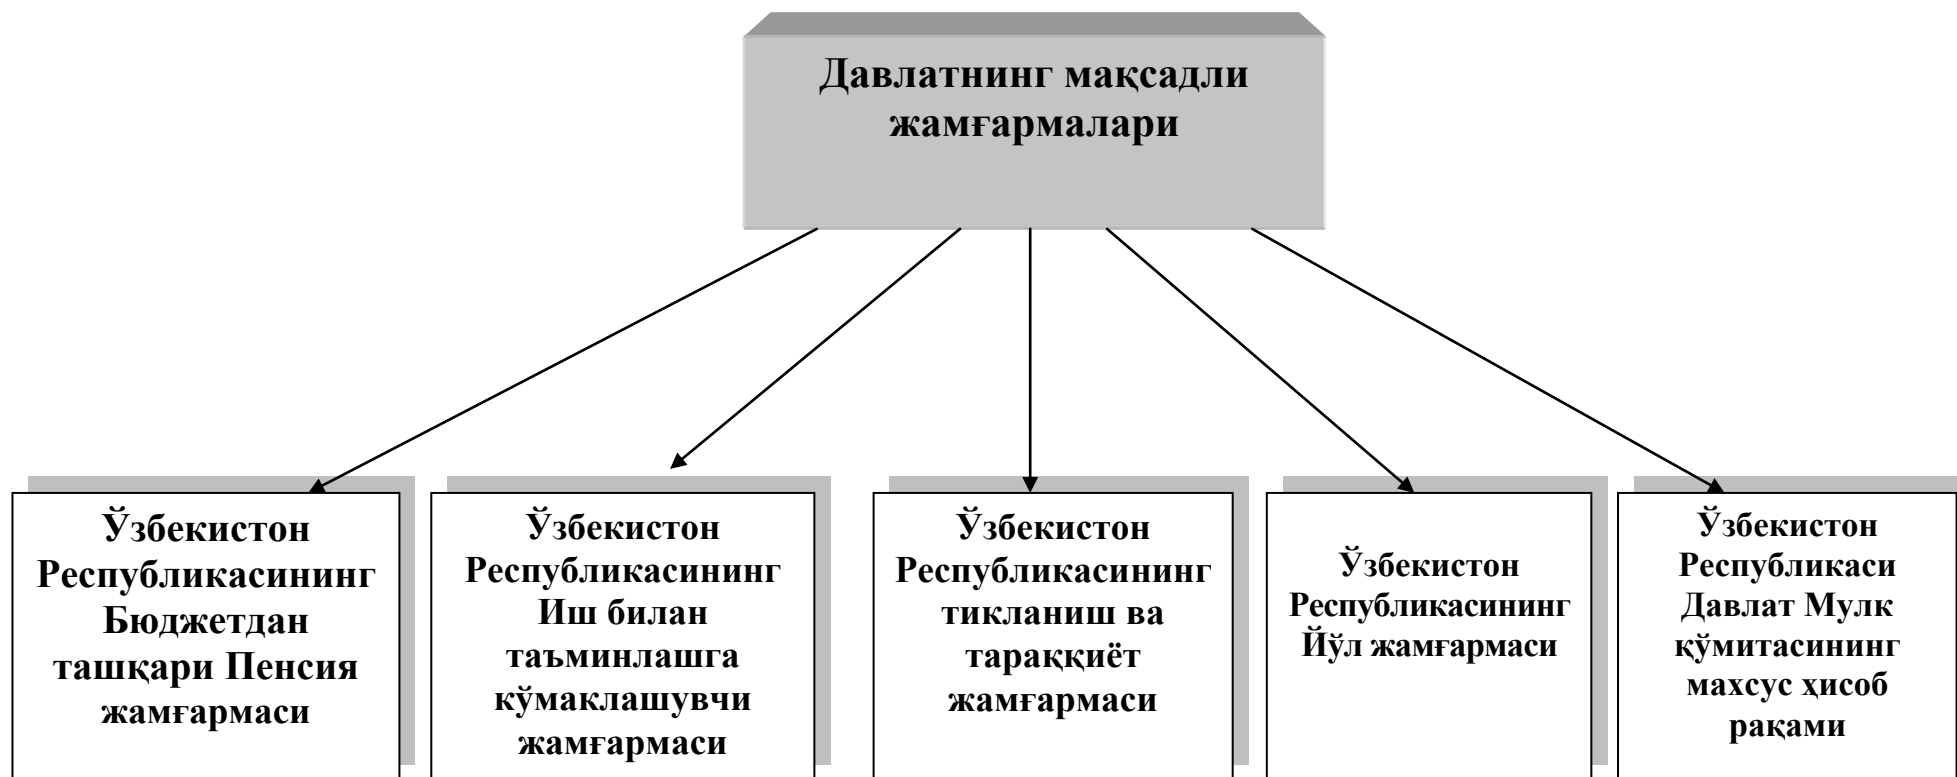 Давлатнинг мақсадли
жамғармалари
Ўзбекистон
Республикасининг
Бюджетдан
ташқари Пенсия
жамғармаси
Ўзбекистон
Республикасининг
Иш билан
таъминлашга
кўмаклашувчи
жамғармаси
Ўзбекистон
Республикасининг
тикланиш ва
тараққиёт
жамғармаси
Ўзбекистон
Республикасининг
Йўл жамғармаси
Ўзбекистон
Республикаси
Давлат Мулк
қўмитасининг
махсус ҳисоб
рақами